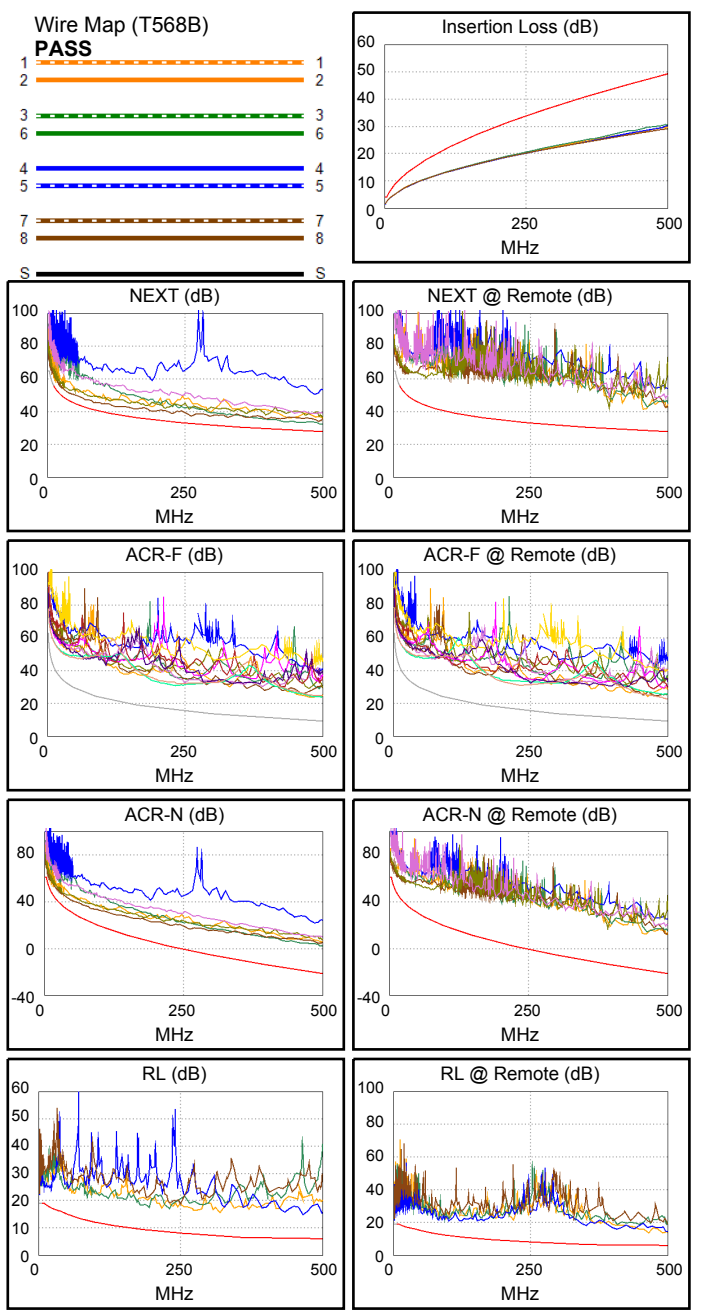 Wire Map (T568B)
PASS
1 1
2 2
3 3
6 6
4 4
5 5
7 7
8 8
S S
Insertion Loss (dB)
60
50
40
30
20
10
0
0 250 500
MHz
NEXT (dB)
100
80
60
40
20
0
0 250 500
MHz
NEXT @ Remote (dB)
100
80
60
40
20
0
0 250 500
MHz
ACR-F (dB)
100
80
60
40
20
0
0 250 500
MHz
ACR-F @ Remote (dB)
100
80
60
40
20
0
0 250 500
MHz
ACR-N (dB)
80
40
0
-40
0 250 500
MHz
ACR-N @ Remote (dB)
80
40
0
-40
0 250 500
MHz
RL (dB)
60
50
40
30
20
10
0
0 250 500
MHz
RL @ Remote (dB)
100
80
60
40
20
0
0 250 500
MHz